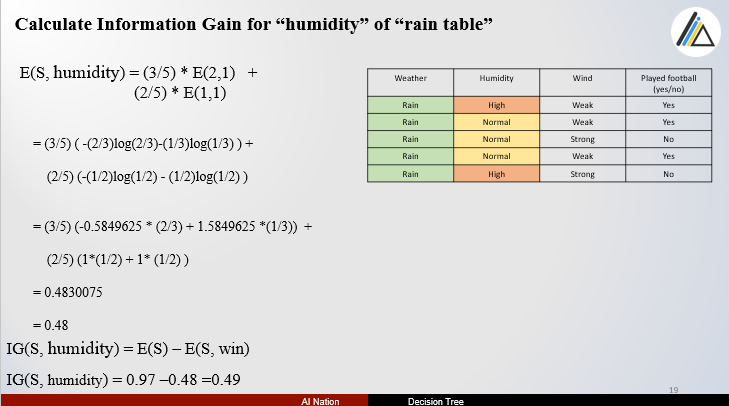 Calculate Information Gain for “humidity” of “rain table”
E(S, humidity) = (3/5) * E(2,1) +
(2/5) * E(1,1)
= (3/5) ( -(2/3)log(2/3)-(1/3)log(1/3) ) +
(2/5) (-(1/2)log(1/2) - (1/2)log(1/2) )
= (3/5) (-0.5849625 * (2/3) + 1.5849625 *(1/3)) +
(2/5) (1*(1/2) + 1* (1/2) )
= 0.4830075
= 0.48
IG(S, humidity) = E(S) – E(S, win)
IG(S, humidity) = 0.97 –0.48 =0.49
Weather Humidity Wind Played football
(yes/no)
Rain High Weak Yes
Rain Normal Weak Yes
Rain Normal Strong No
Rain Normal Weak Yes
Rain High Strong No
19
AI Nation Decision Tree